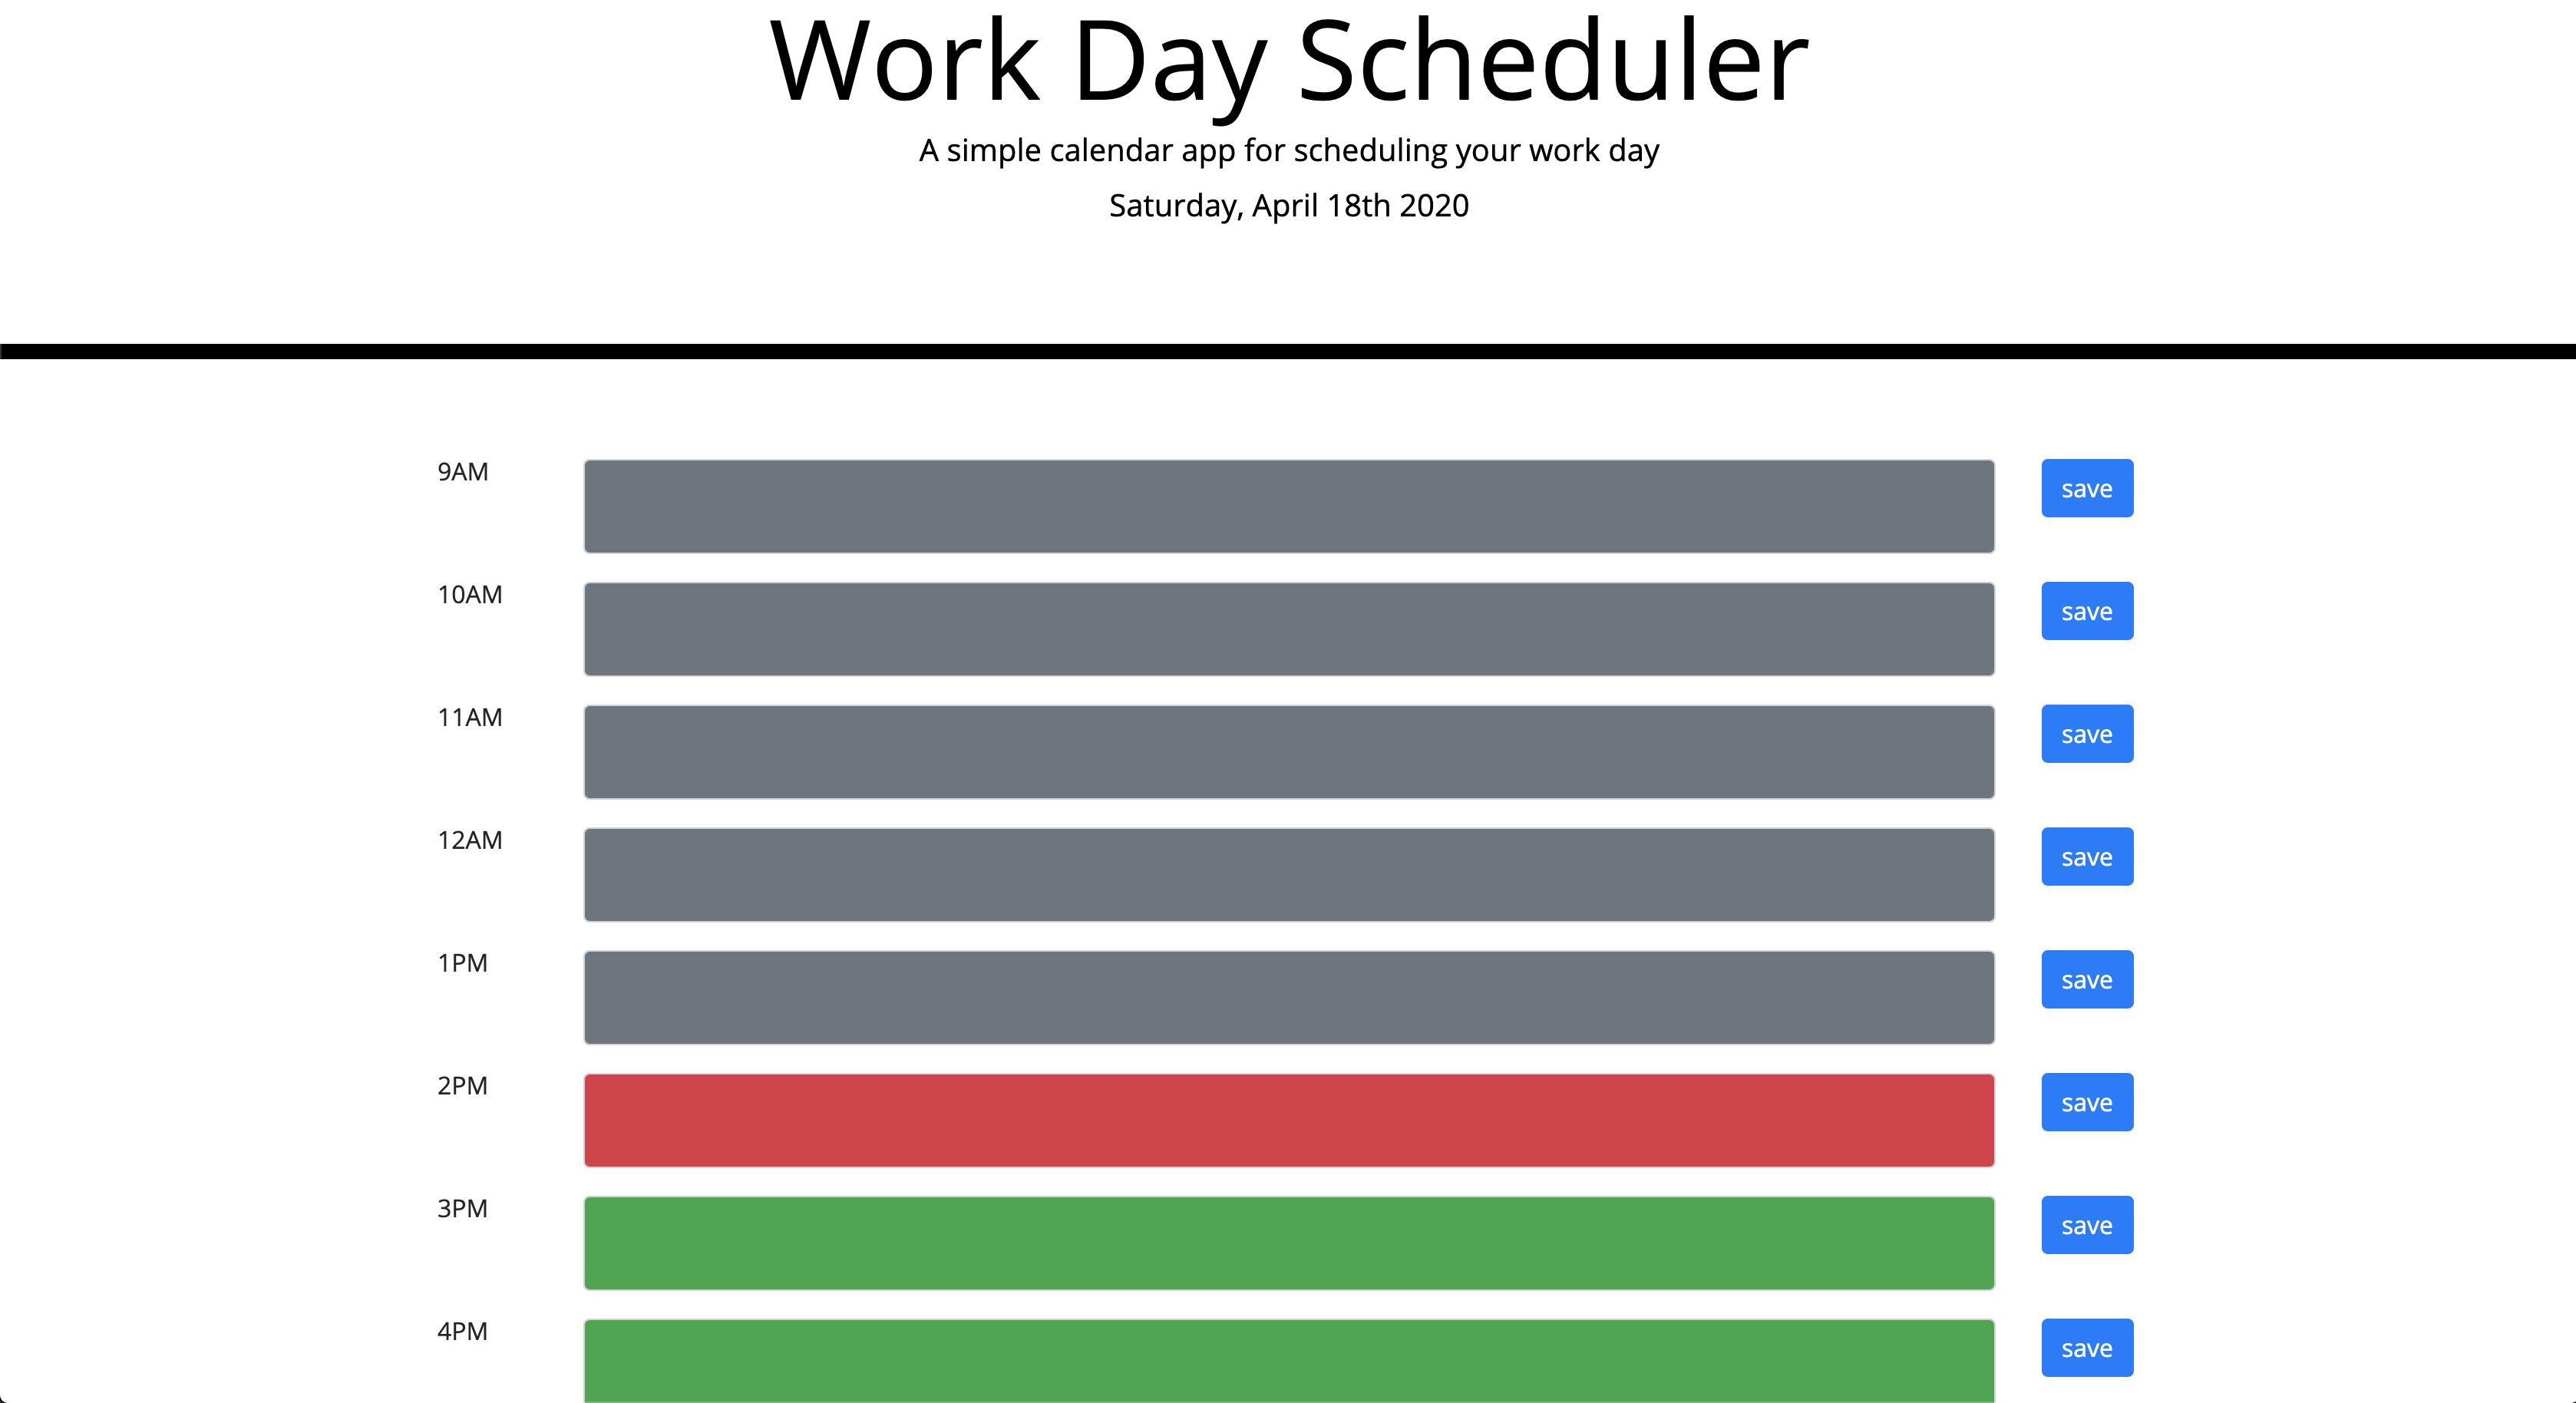 Work Day Scheduler
A simple calendar app for scheduling your work day
Saturday, April 18th 2020
9AM
save
10AM
save
11AM
save
12AM
save
1PM
save
2PM
save
3PM
save
4PM
save